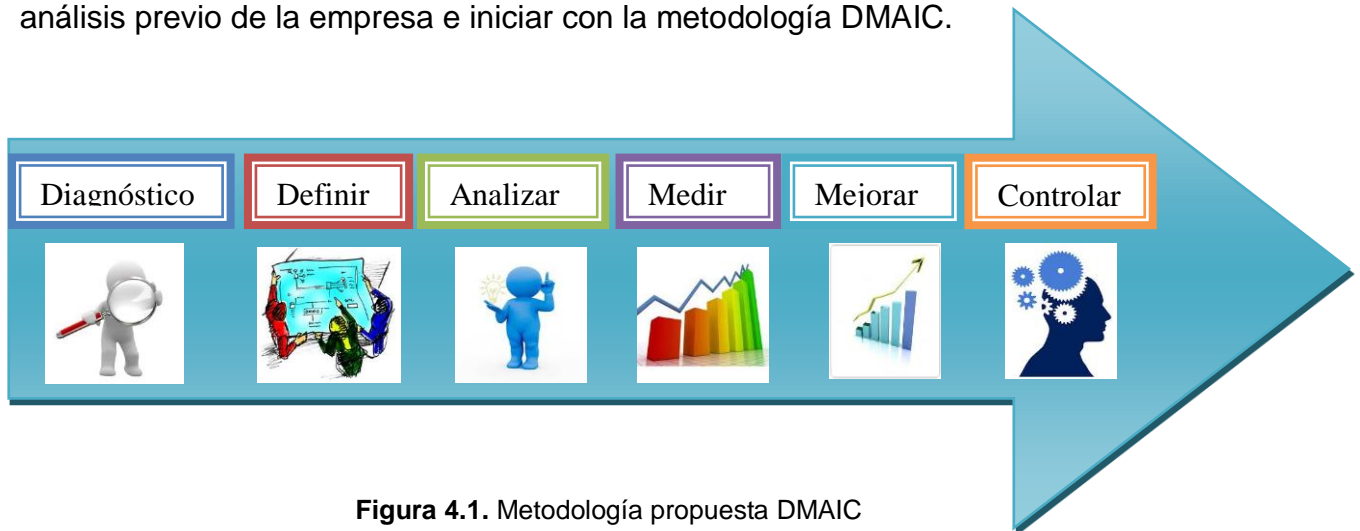 análisis previo de la empresa e iniciar con la metodología DMAIC.
Diagnóstico Definir Analizar Medir Mejorar Controlar
Figura 4.1. Metodología propuesta DMAIC